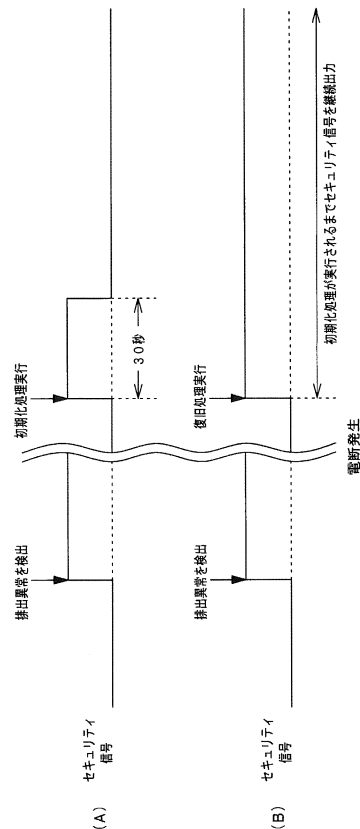 (A)
セキュリティ
信号
排出異常を検出
初期化処理実行
30秒
(B)
セキュリティ
信号
排出異常を検出
復旧処理実行
初期化処理が実行されるまでセキュリティ信号を継続出力
電断発生